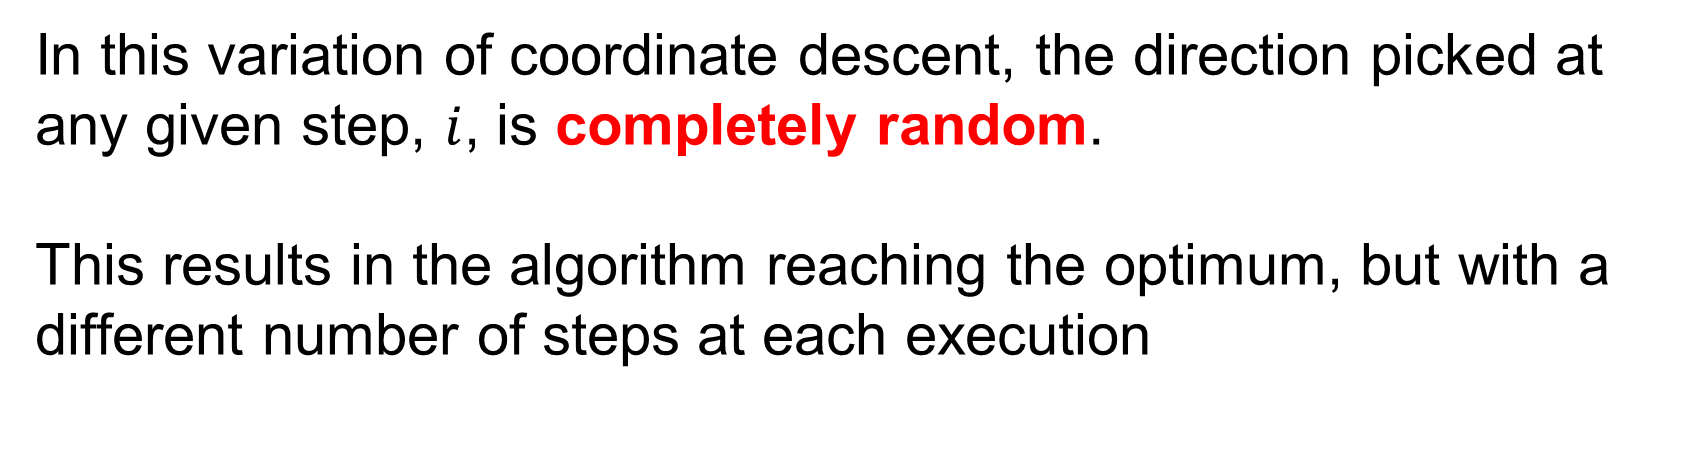 In this variation of coordinate descent, the direction picked at
any given step, i, is completely random.
This results in the algorithm reaching the optimum, but with a
different number of steps at each execution